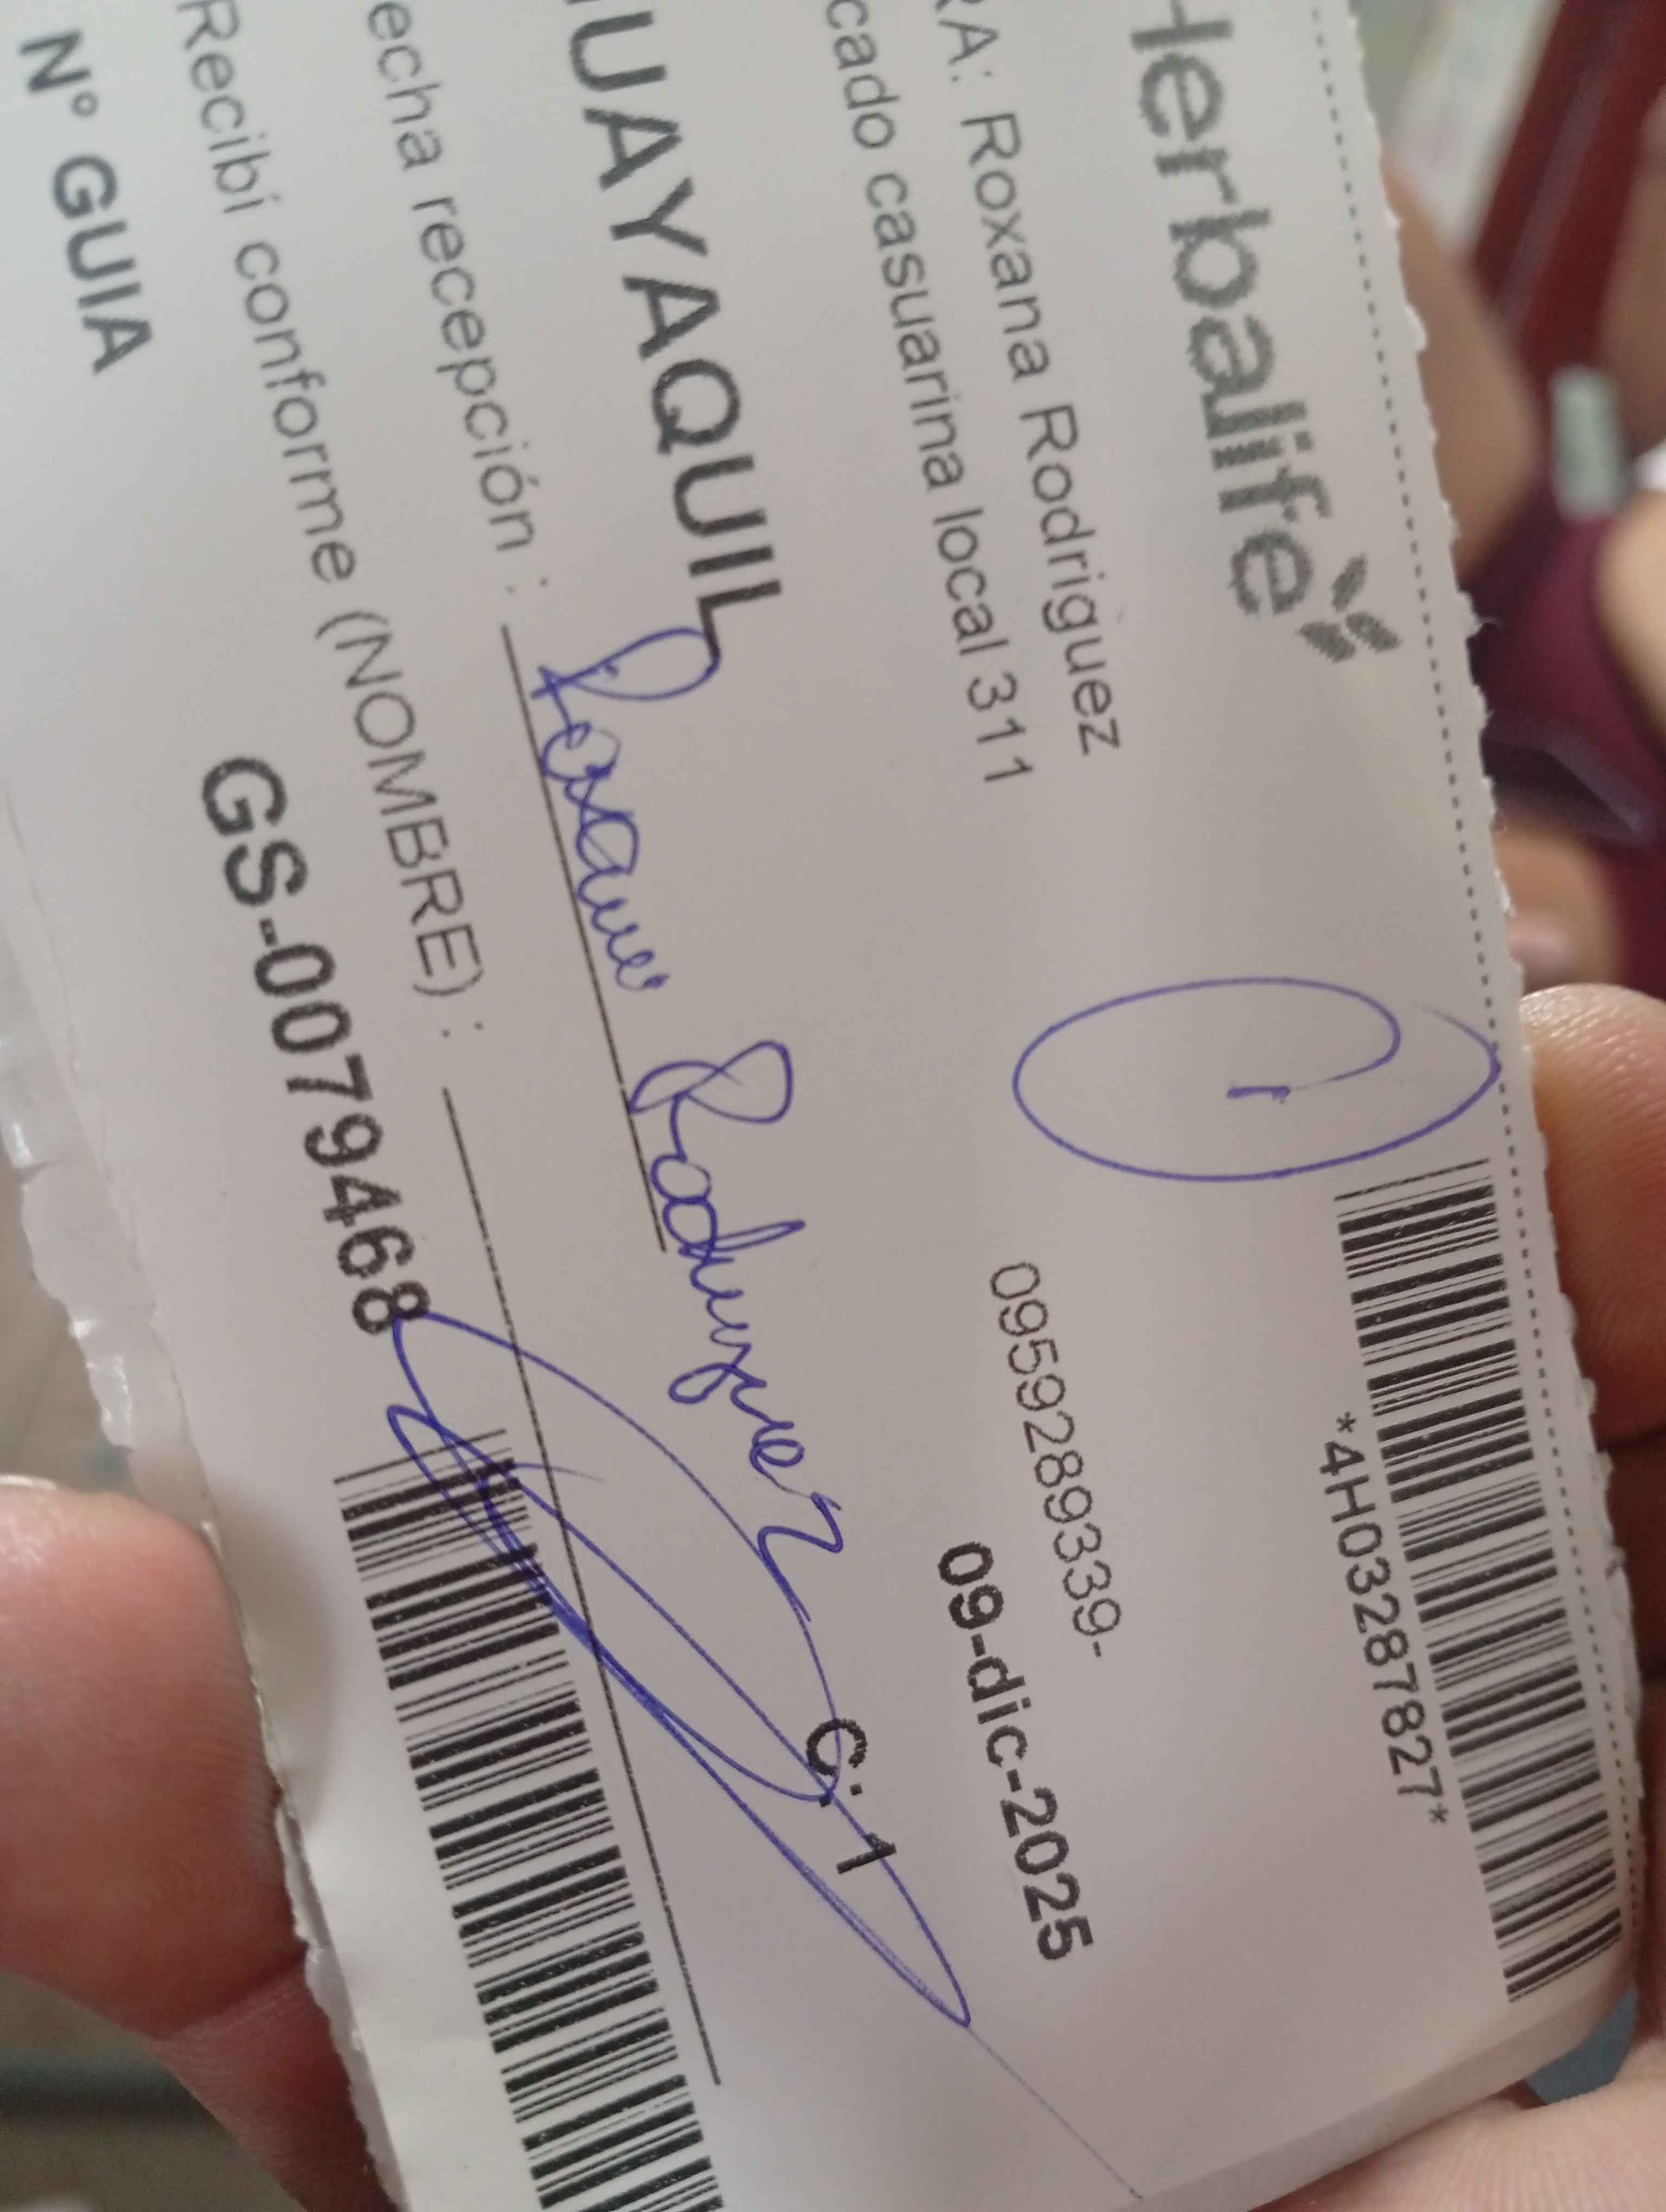 Herbalife
*4H03287827*
RA: Roxana Rodriguez 0959289339-
cado casuarina local 311
09-dic-2025
UAYAQUIL
C: 1
echa recepción : Roxana Rodriguez
Recibí conforme (NOMBRE) :
N° GUIA GS-0079468